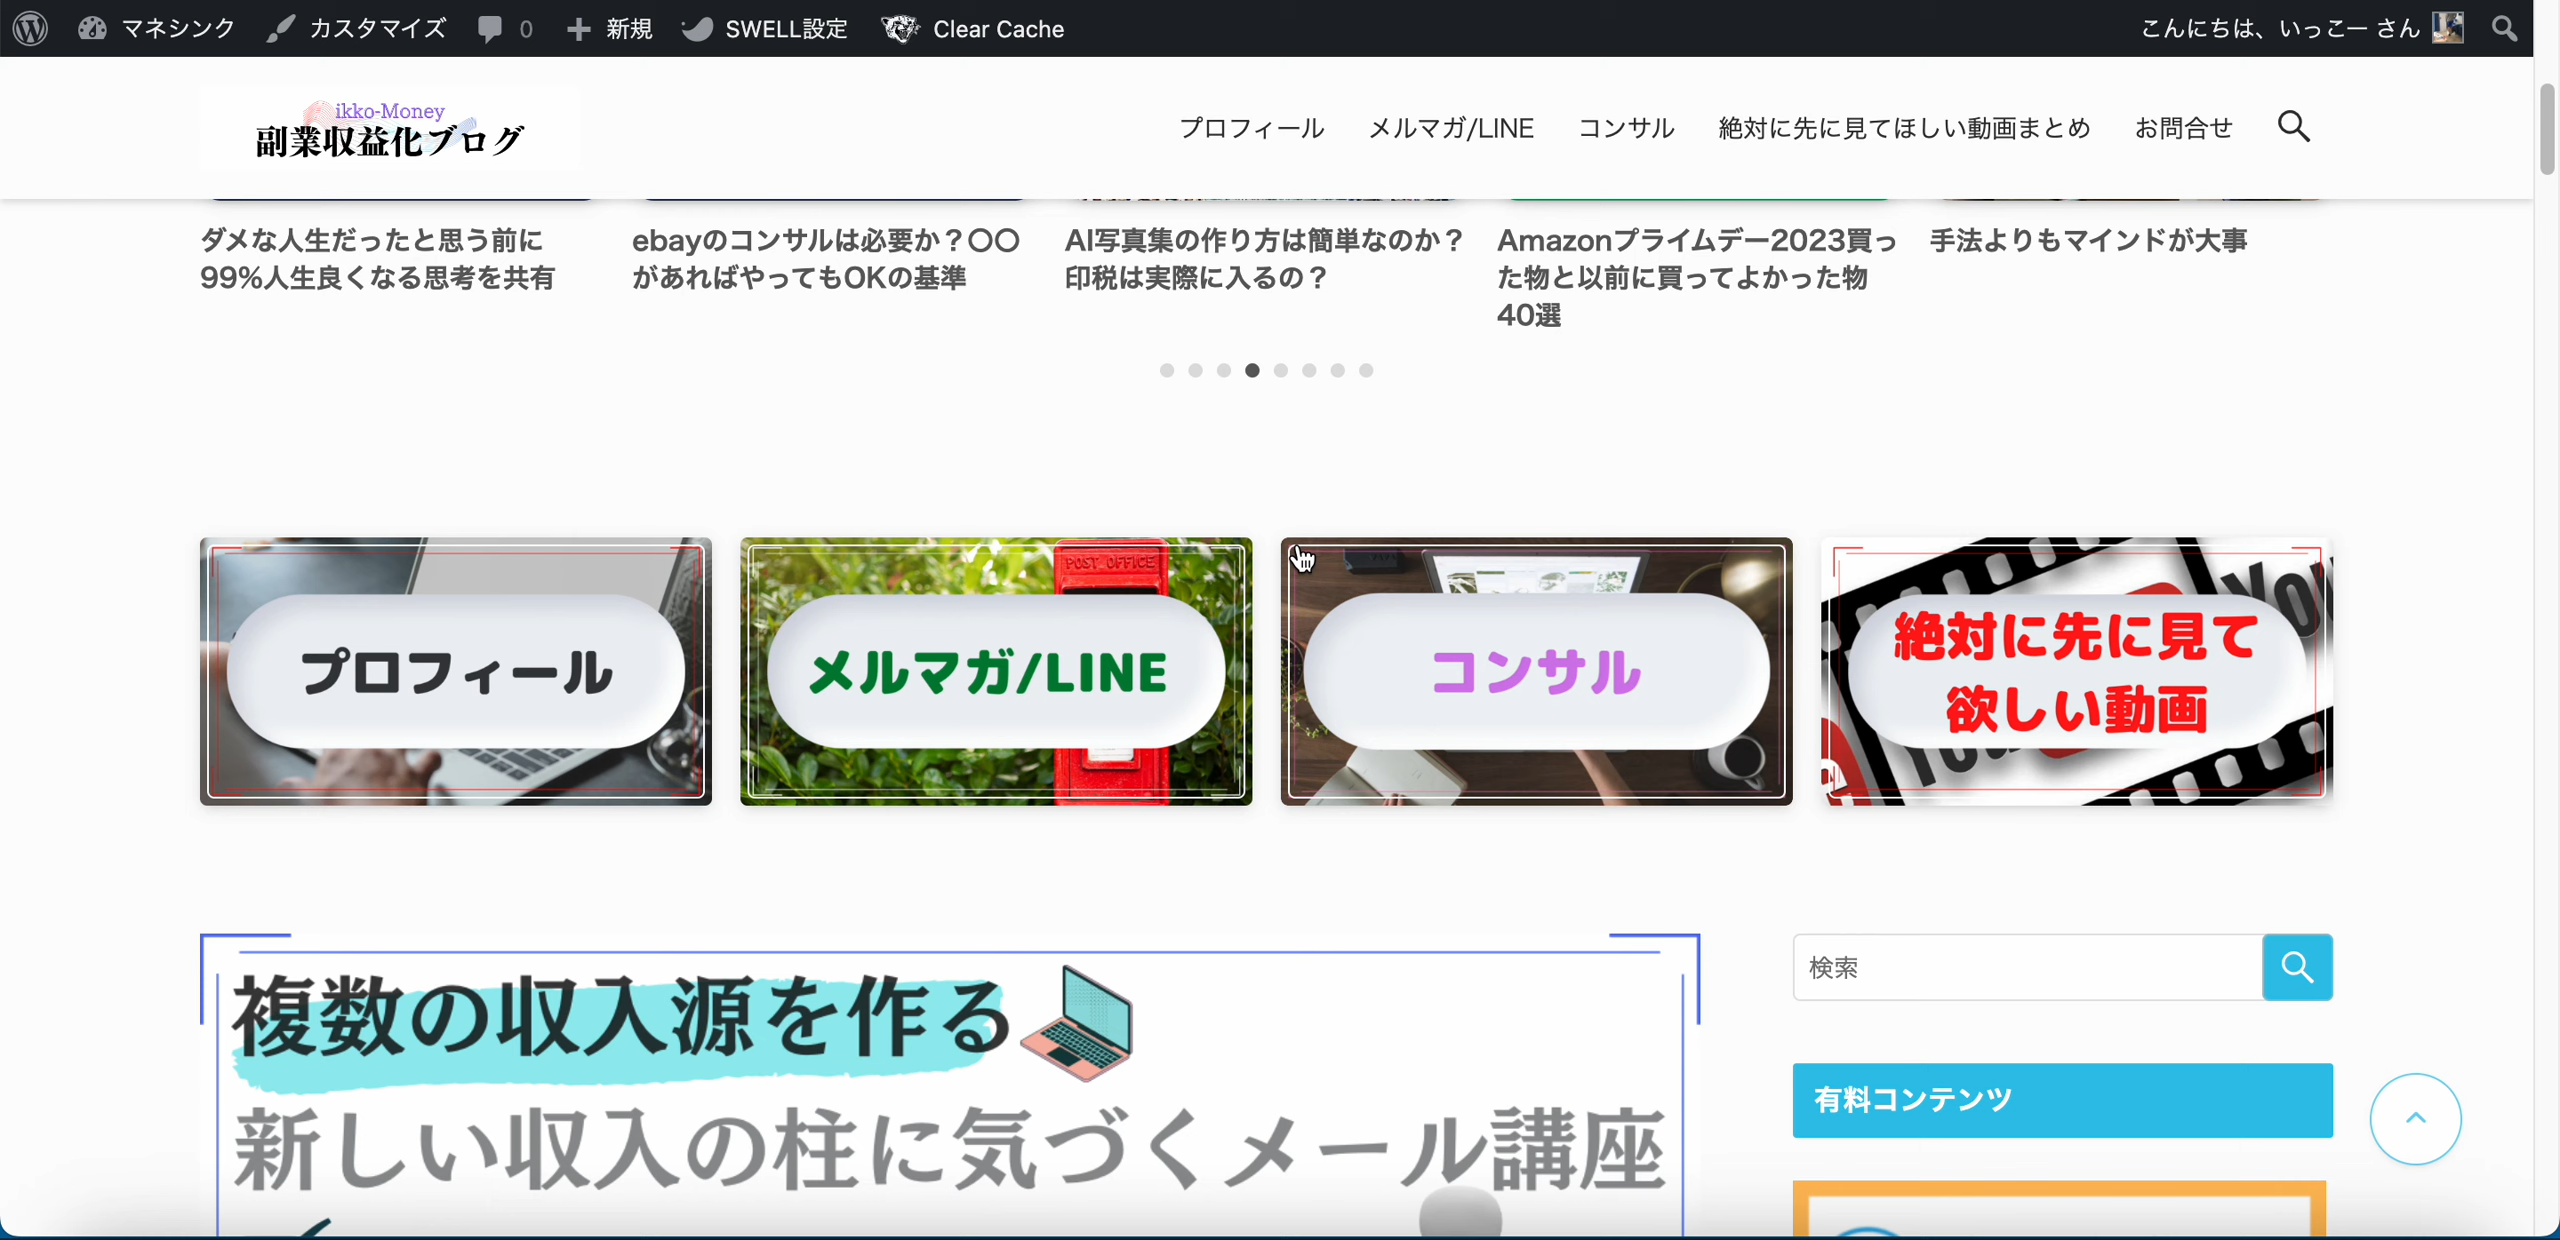 マネシンク カスタマイズ 0 新規 SWELL設定 Clear Cache こんにちは、いっこー さん
ikko-Money
副業収益化ブログ
プロフィール メルマガ/LINE コンサル 絶対に先に見てほしい動画まとめ お問合せ
ダメな人生だったと思う前に
99%人生良くなる思考を共有
ebayのコンサルは必要か？〇〇
があればやってもOKの基準
AI写真集の作り方は簡単なのか？
印税は実際に入るの？
Amazonプライムデー2023買っ
た物と以前に買ってよかった物
40選
手法よりもマインドが大事
プロフィール
POST OFFICE
メルマガ/LINE
コンサル
絶対に先に見て
欲しい動画
複数の収入源を作る
新しい収入の柱に気づくメール講座
検索
有料コンテンツ